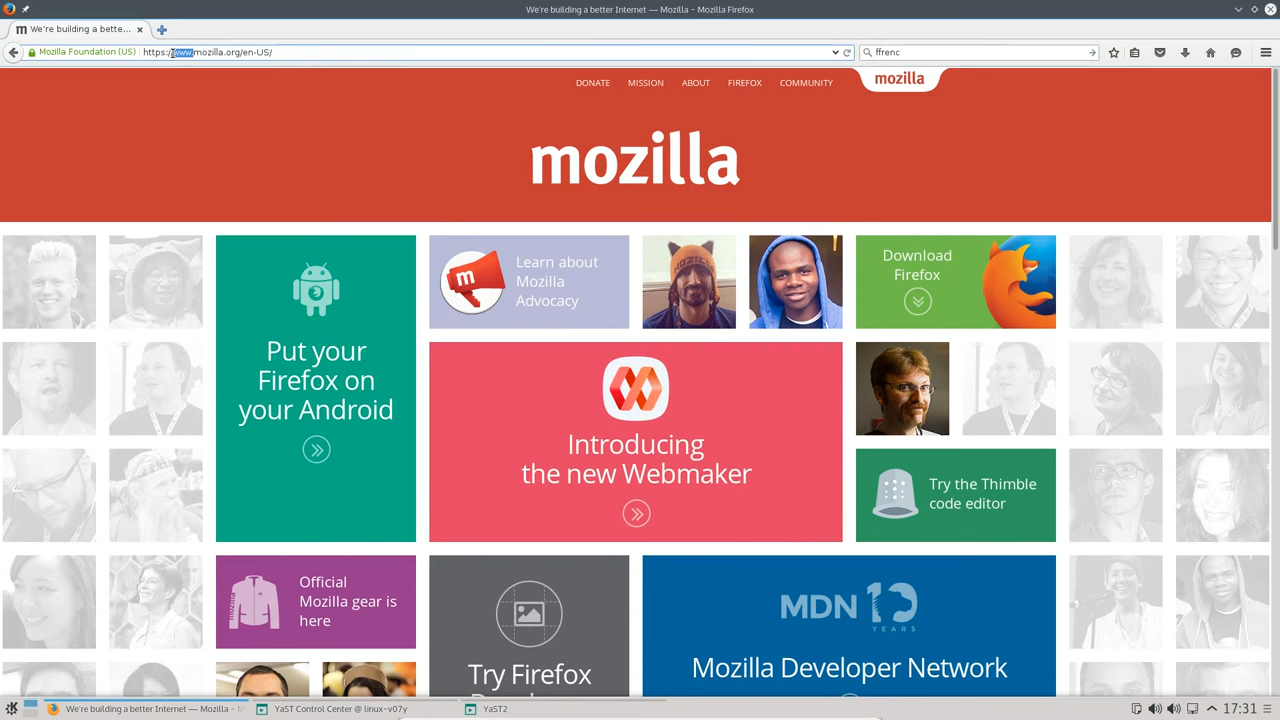 We're building a better Internet — Mozilla - Mozilla Firefox
We're building a bette...
Mozilla Foundation (US)
https://www.mozilla.org/en-US/
ffrenc
DONATE
MISSION
ABOUT
FIREFOX
COMMUNITY
mozilla
mozilla
Put your
Firefox on
your Android
Learn about
Mozilla
Advocacy
Download
Firefox
Introducing
the new Webmaker
Try the Thimble
code editor
Official
Mozilla gear is
here
Try Firefox
MDN 10
YEARS
Mozilla Developer Network
We're building a better Internet — Mozilla -
YaST Control Center @ linux-v07y
YaST2
17:31